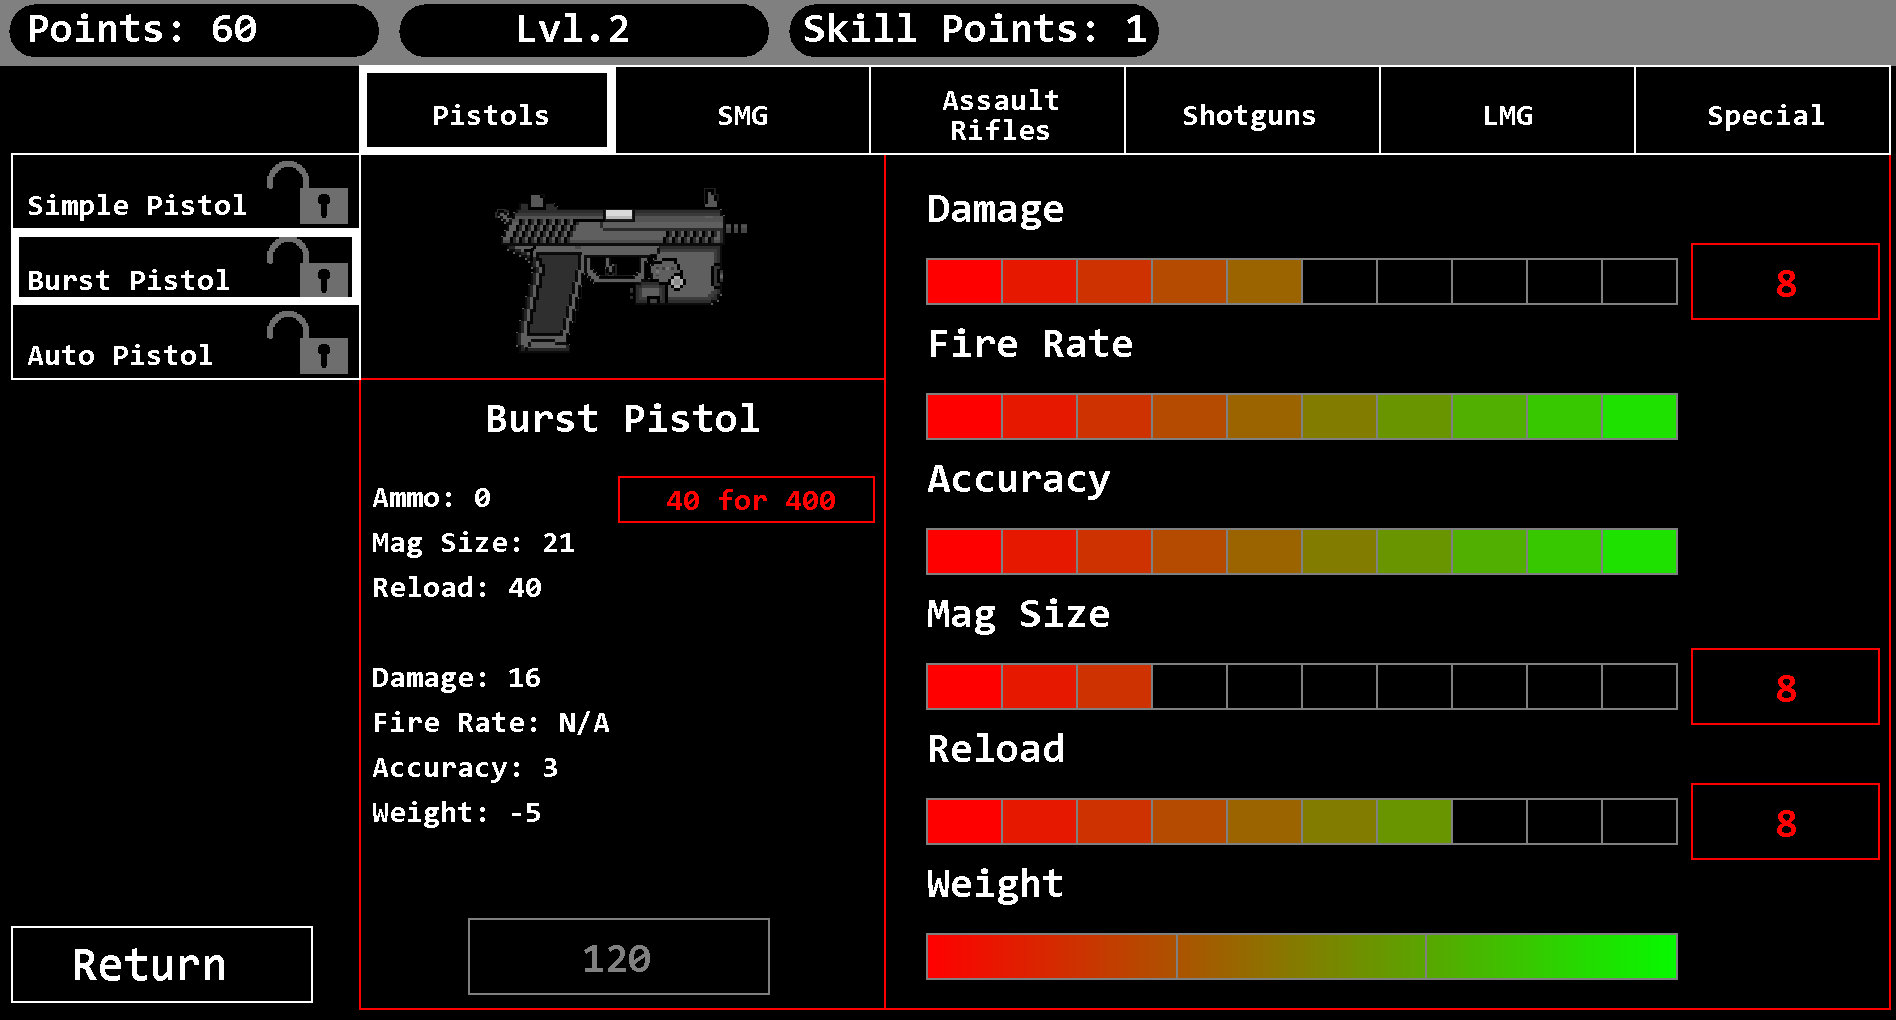 Points: 60
Lvl.2
Skill Points: 1
Pistols
SMG
Assault
Rifles
Shotguns
LMG
Special
Simple Pistol
Burst Pistol
Auto Pistol
Burst Pistol
Ammo: 0
40 for 400
Mag Size: 21
Reload: 40
Damage: 16
Fire Rate: N/A
Accuracy: 3
Weight: -5
120
Damage
8
Fire Rate
Accuracy
Mag Size
8
Reload
8
Weight
Return